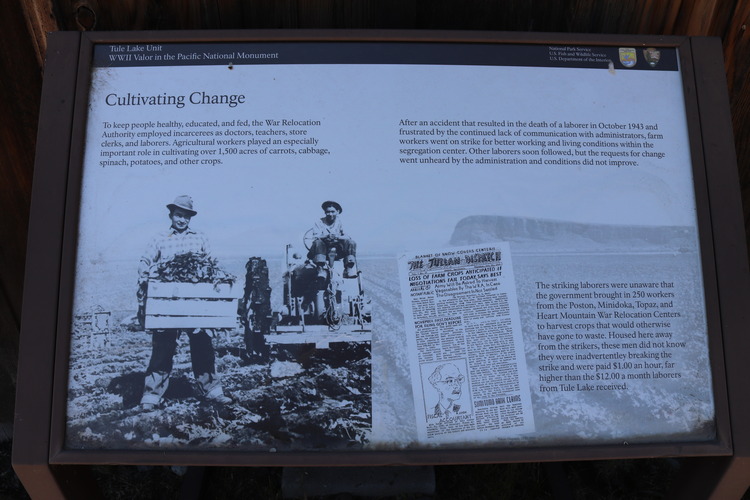 Tule Lake Unit
WWII Valor in the Pacific National Monument
National Park Service
U.S. Fish and Wildlife Service
U.S. Department of the Interior
Cultivating Change
To keep people healthy, educated, and fed, the War Relocation
Authority employed incarcerees as doctors, teachers, store
clerks, and laborers. Agricultural workers played an especially
important role in cultivating over 1,500 acres of carrots, cabbage,
spinach, potatoes, and other crops.
After an accident that resulted in the death of a laborer in October 1943 and
frustrated by the continued lack of communication with administrators, farm
workers went on strike for better working and living conditions within the
segregation center. Other laborers soon followed, but the requests for change
went unheard by the administration and conditions did not improve.
THE TULEAN DISPATCH
LOSS OF FARM CROPS ANTICIPATED IF
NEGOTIATIONS FAIL TODAY SAYS BEST
The striking laborers were unaware that
the government brought in 250 workers
from the Poston, Minidoka, Topaz, and
Heart Mountain War Relocation Centers
to harvest crops that would otherwise
have gone to waste. Housed here away
from the strikers, these men did not know
they were inadvertentley breaking the
strike and were paid $1.00 an hour, far
higher than the $12.00 a month laborers
from Tule Lake received.